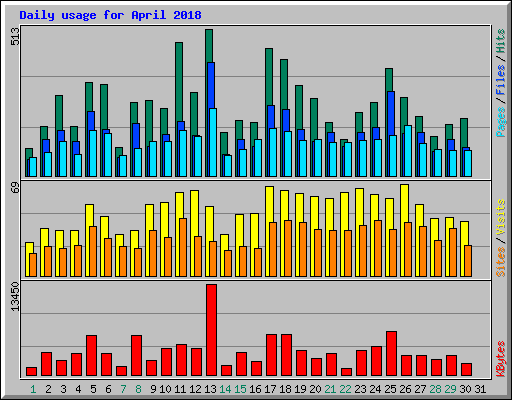 Daily usage for April 2018
513
69
13450
Pages / Files / Hits
Sites / Visits
KBytes
1 2 3 4 5 6 7 8 9 10 11 12 13 14 15 16 17 18 19 20 21 22 23 24 25 26 27 28 29 30 31